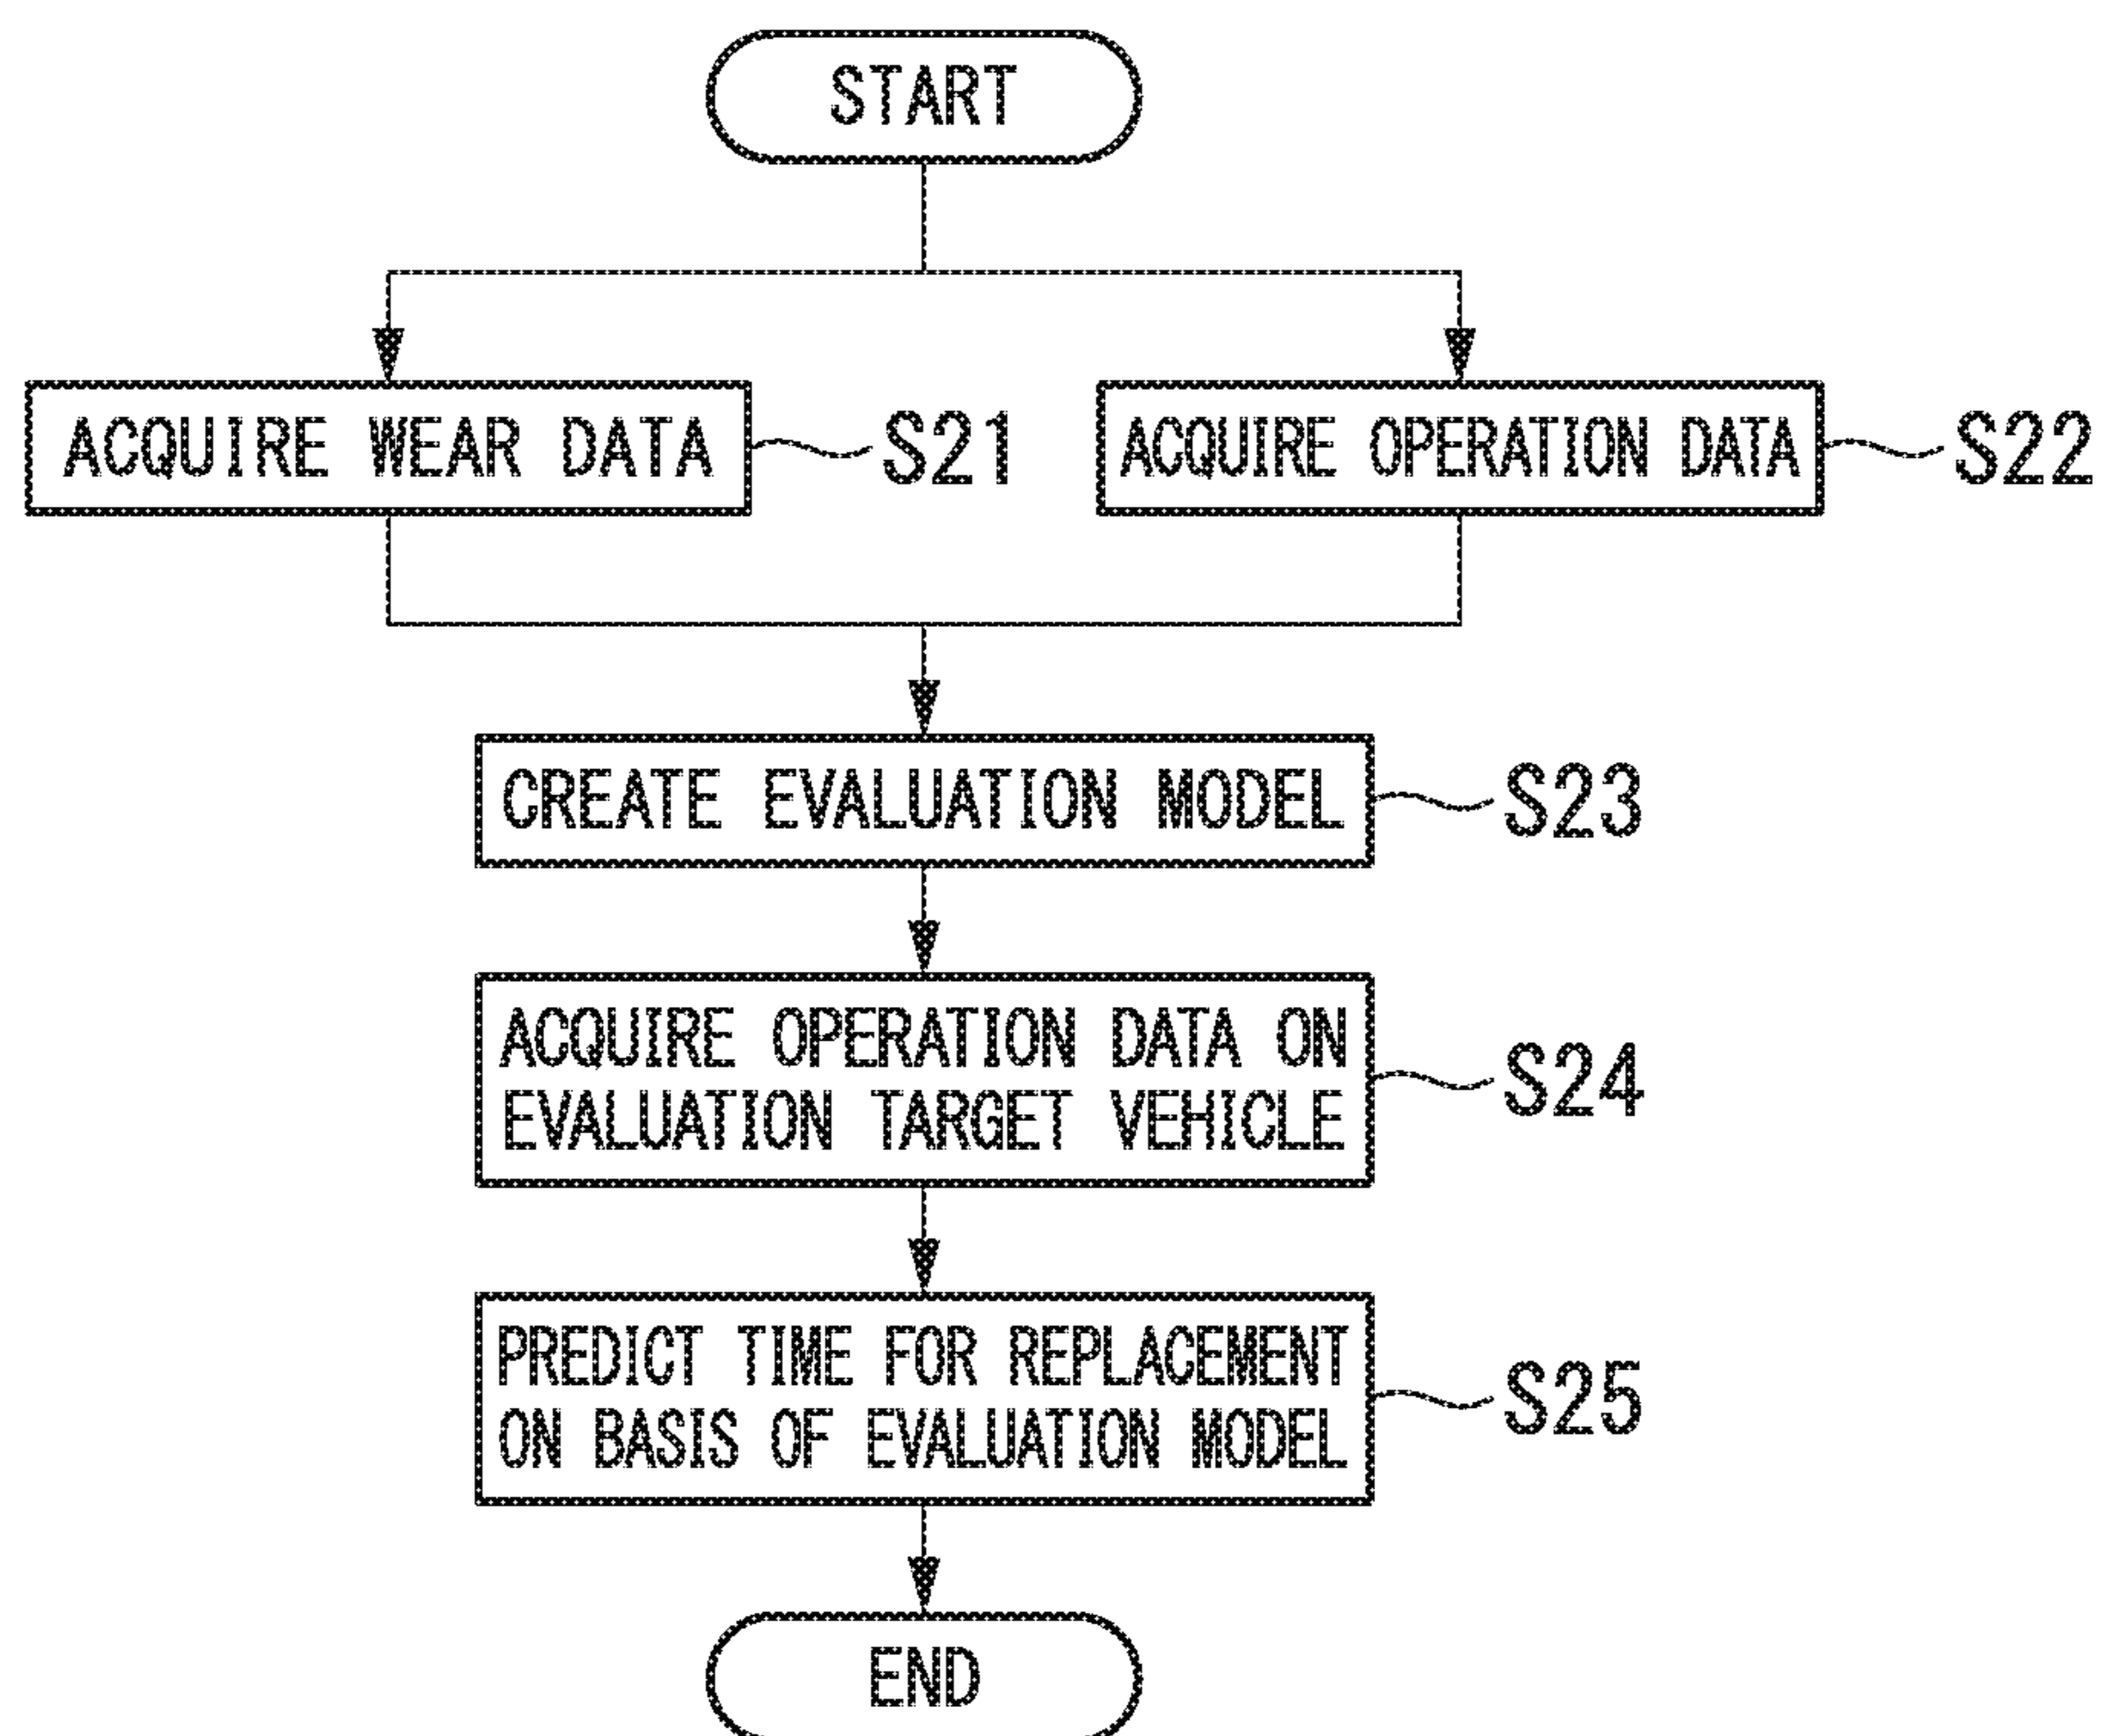 START
ACQUIRE WEAR DATA
S21
ACQUIRE OPERATION DATA
S22
CREATE EVALUATION MODEL
S23
ACQUIRE OPERATION DATA ON
EVALUATION TARGET VEHICLE
S24
PREDICT TIME FOR REPLACEMENT
ON BASIS OF EVALUATION MODEL
S25
END